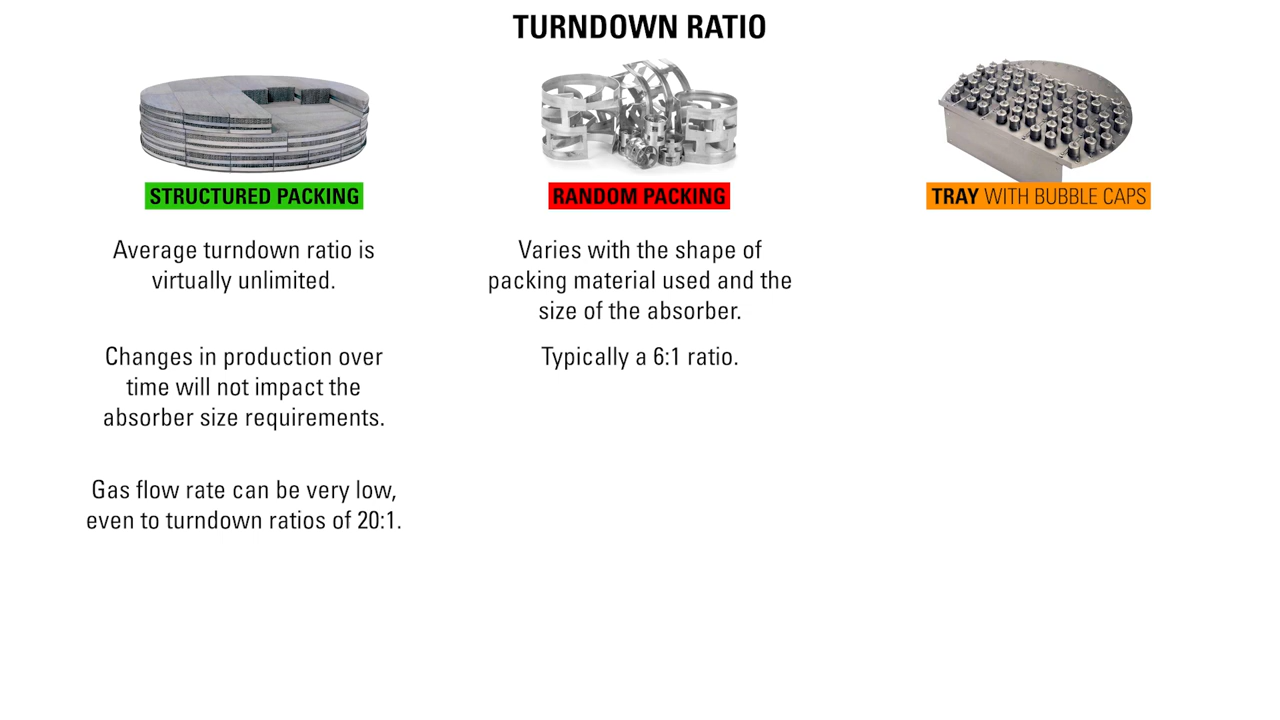 TURNDOWN RATIO
STRUCTURED PACKING
Average turndown ratio is
virtually unlimited.
Changes in production over
time will not impact the
absorber size requirements.
Gas flow rate can be very low,
even to turndown ratios of 20:1.
RANDOM PACKING
Varies with the shape of
packing material used and the
size of the absorber.
Typically a 6:1 ratio.
TRAY WITH BUBBLE CAPS